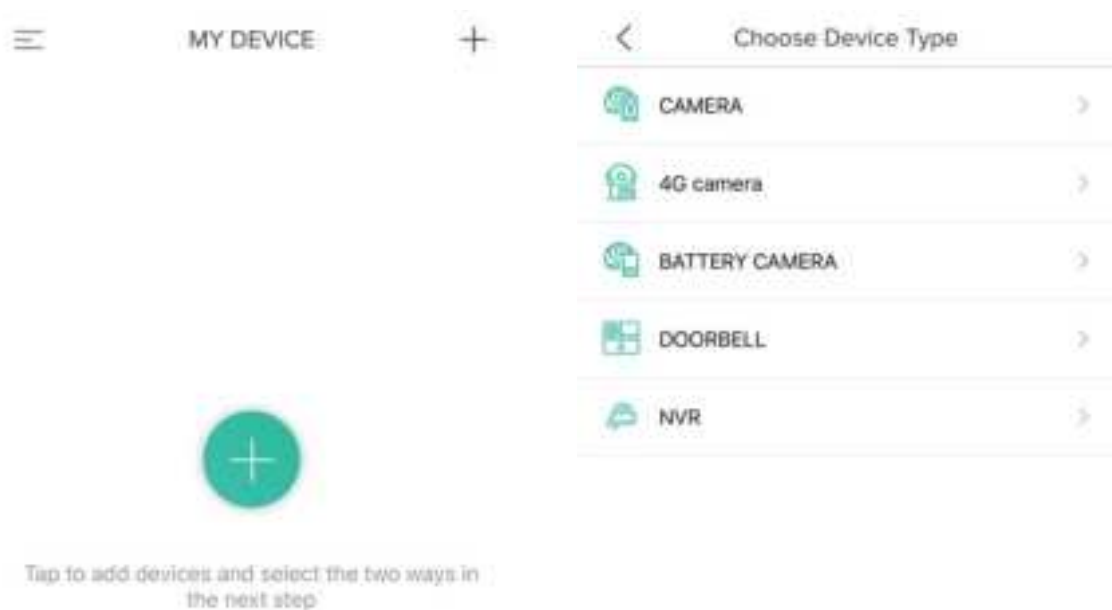 MY DEVICE
Tap to add devices and select the two ways in
the next step
Choose Device Type
CAMERA
4G camera
BATTERY CAMERA
DOORBELL
NVR